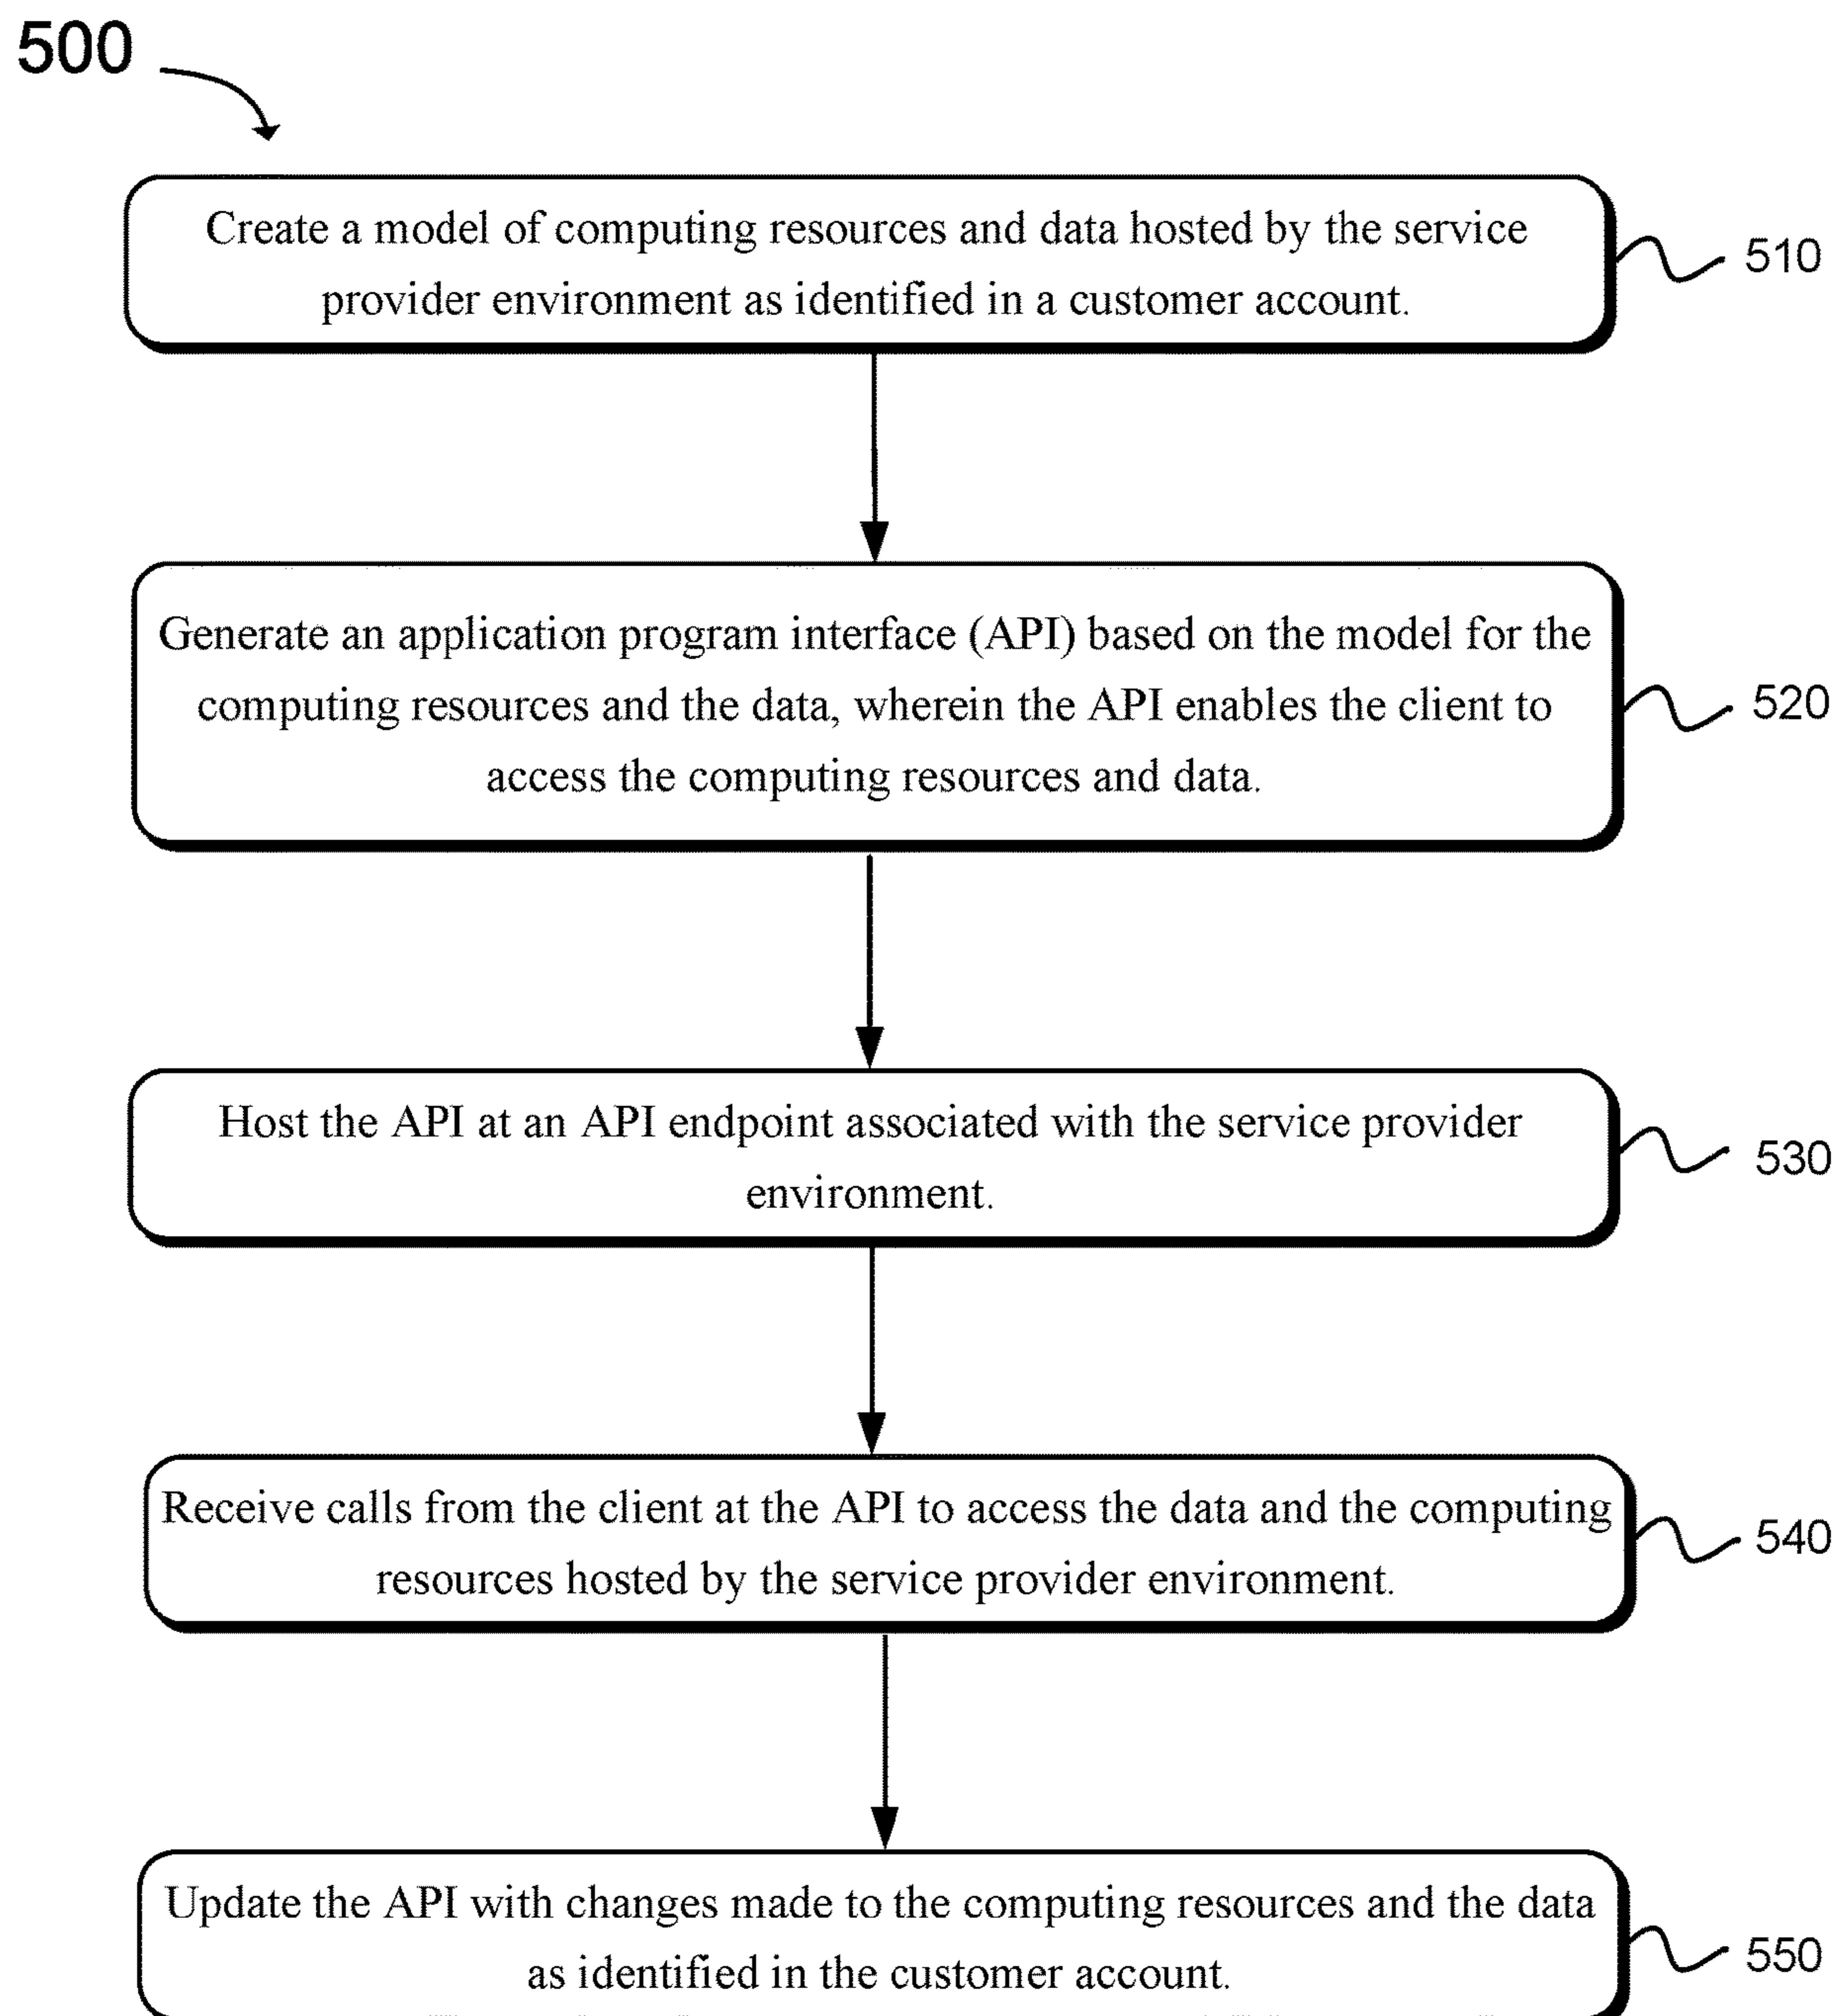 500
Create a model of computing resources and data hosted by the service
provider environment as identified in a customer account.
510
Generate an application program interface (API) based on the model for the
computing resources and the data, wherein the API enables the client to
access the computing resources and data.
520
Host the API at an API endpoint associated with the service provider
environment.
530
Receive calls from the client at the API to access the data and the computing
resources hosted by the service provider environment.
540
Update the API with changes made to the computing resources and the data
as identified in the customer account.
550